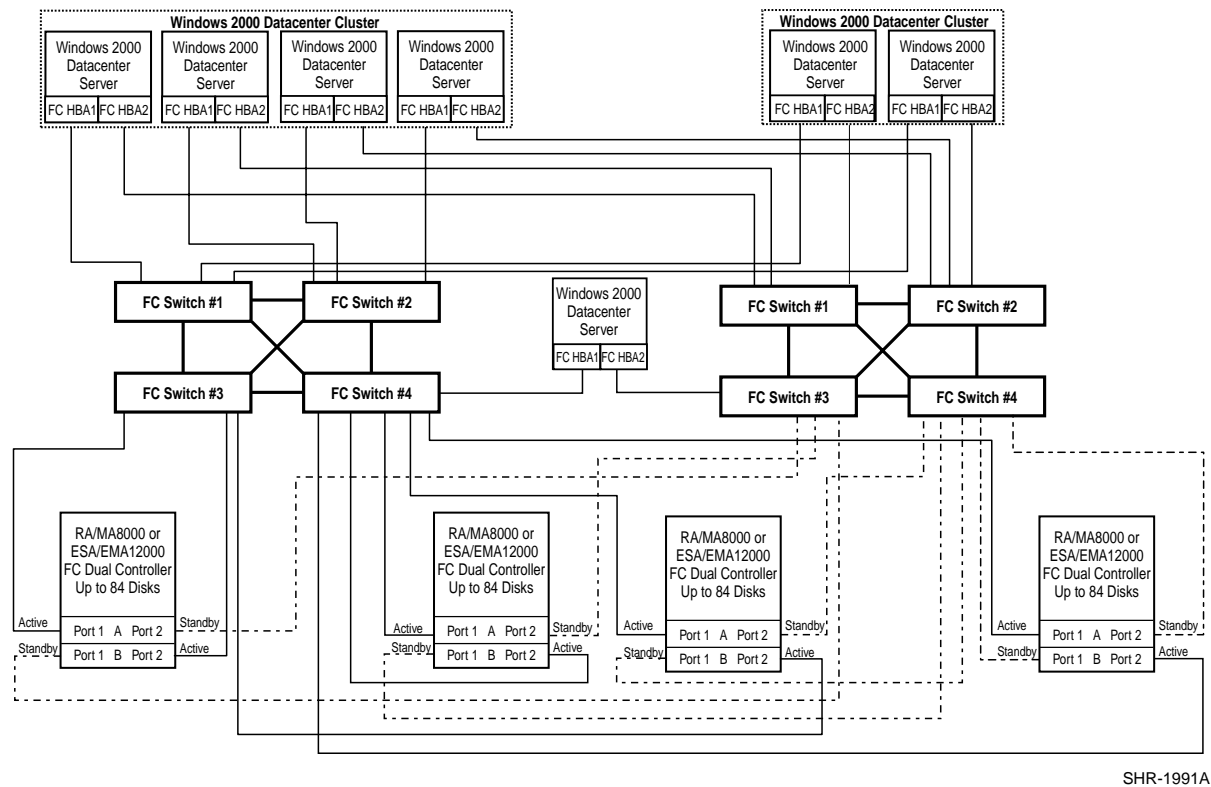 Windows 2000 Datacenter Cluster
Windows 2000 Datacenter Cluster
Windows 2000
Datacenter
Server
FC HBA1 FC HBA2
Windows 2000
Datacenter
Server
FC HBA1 FC HBA2
Windows 2000
Datacenter
Server
FC HBA1 FC HBA2
Windows 2000
Datacenter
Server
FC HBA1 FC HBA2
Windows 2000
Datacenter
Server
FC HBA1 FC HBA2
Windows 2000
Datacenter
Server
FC HBA1 FC HBA2
FC Switch #1
FC Switch #2
Windows 2000
Datacenter
Server
FC HBA1 FC HBA2
FC Switch #1
FC Switch #2
FC Switch #3
FC Switch #4
FC Switch #3
FC Switch #4
RA/MA8000 or
ESA/EMA12000
FC Dual Controller
Up to 84 Disks
Active Port 1 A Port 2 Standby
Standby Port 1 B Port 2 Active
RA/MA8000 or
ESA/EMA12000
FC Dual Controller
Up to 84 Disks
Active Port 1 A Port 2 Standby
Standby Port 1 B Port 2 Active
RA/MA8000 or
ESA/EMA12000
FC Dual Controller
Up to 84 Disks
Active Port 1 A Port 2 Standby
Standby Port 1 B Port 2 Active
RA/MA8000 or
ESA/EMA12000
FC Dual Controller
Up to 84 Disks
Active Port 1 A Port 2 Standby
Standby Port 1 B Port 2 Active
SHR-1991A